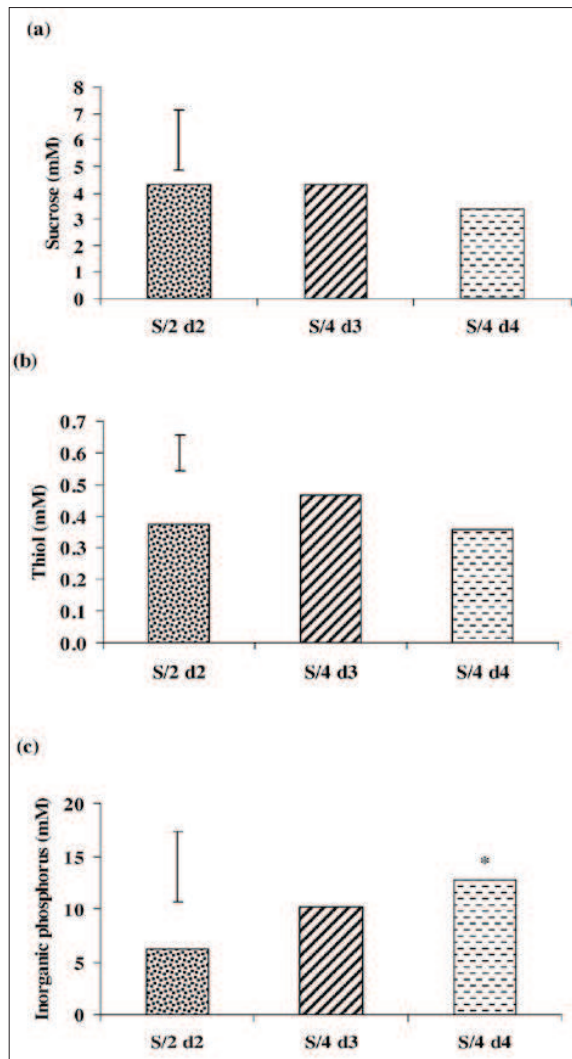 (a)
8
7
6
5
4
3
2
1
0
Sucrose (mM)
S/2 d2 S/4 d3 S/4 d4
(b)
0.7
0.6
0.5
0.4
0.3
0.2
0.1
0.0
Thiol (mM)
S/2 d2 S/4 d3 S/4 d4
(c)
20
15
10
5
0
Inorganic phosphorus (mM)
*
S/2 d2 S/4 d3 S/4 d4